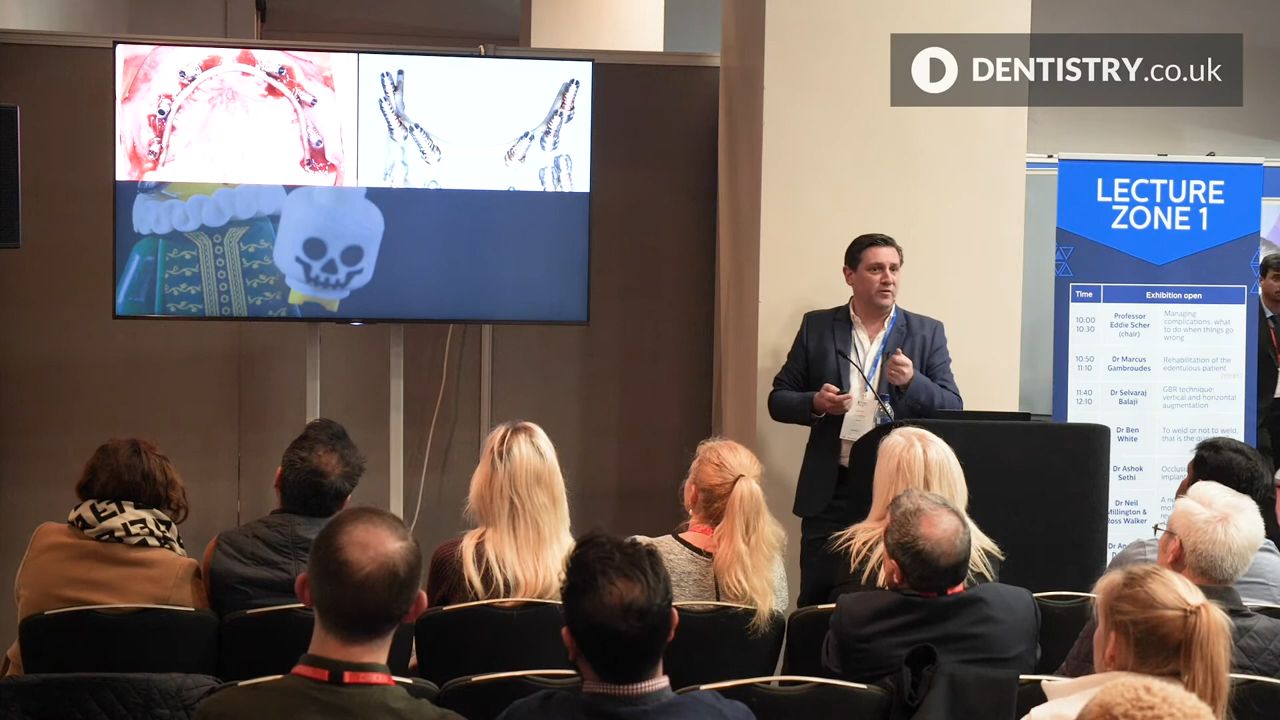 DENTISTRY.co.uk
LECTURE
ZONE 1
Time
Exhibition open
10:00
10:30
Professor
Eddie Scher
(chair)
Managing
complications: what
to do when things go
wrong
10:50
11:10
Dr Marcus
Gambroudes
Rehabilitation of the
edentulous patient
11:40
12:10
Dr Selvaraj
Balaji
GBR technique:
vertical and horizontal
augmentation
Dr Ben
White
To weld or not to weld,
that is the
Dr Ashok
Sethi
Dr Neil
Millington &
Ross Walker